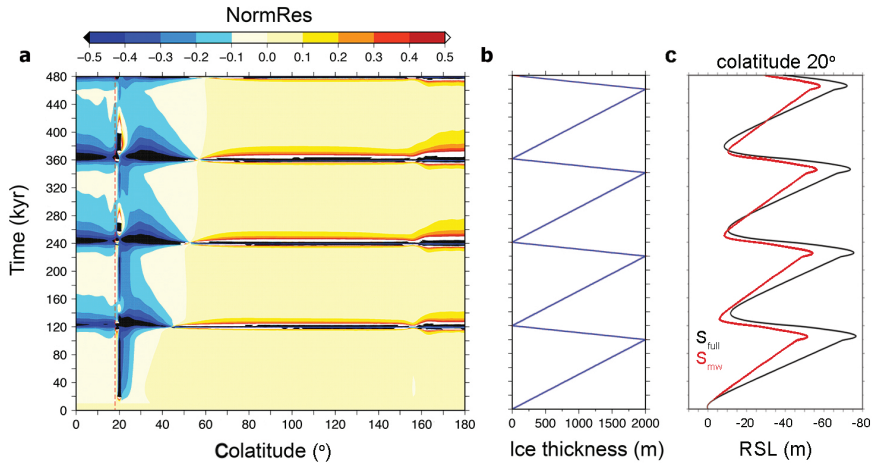 NormRes
a
−0.5 −0.4 −0.3 −0.2 −0.1 0.0 0.1 0.2 0.3 0.4 0.5
b
c
colatitude 20°
480
400
360
320
280
240
220
200
160
120
80
40
0
Time (kyr)
0 20 40 60 80 100 120 140 160 180
Colatitude (°)
0 500 1000 1500 2000
Ice thickness (m)
S full
S mw
-0 -20 -40 -60 -80
RSL (m)